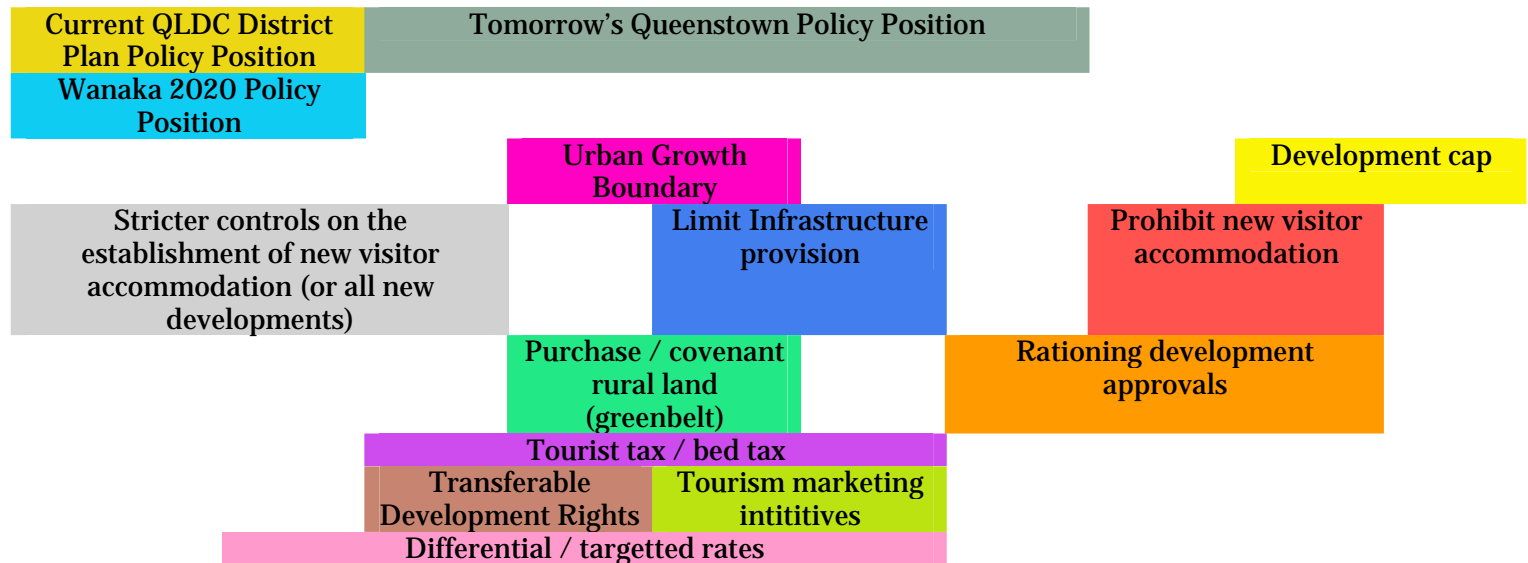 Current QLDC District
Plan Policy Position
Tomorrow's Queenstown Policy Position
Wanaka 2020 Policy
Position
Urban Growth
Boundary
Development cap
Stricter controls on the
establishment of new visitor
accommodation (or all new
developments)
Limit Infrastructure
provision
Prohibit new visitor
accommodation
Purchase / covenant
rural land
(greenbelt)
Rationing development
approvals
Tourist tax / bed tax
Transferable
Development Rights
Tourism marketing
intititives
Differential / targetted rates